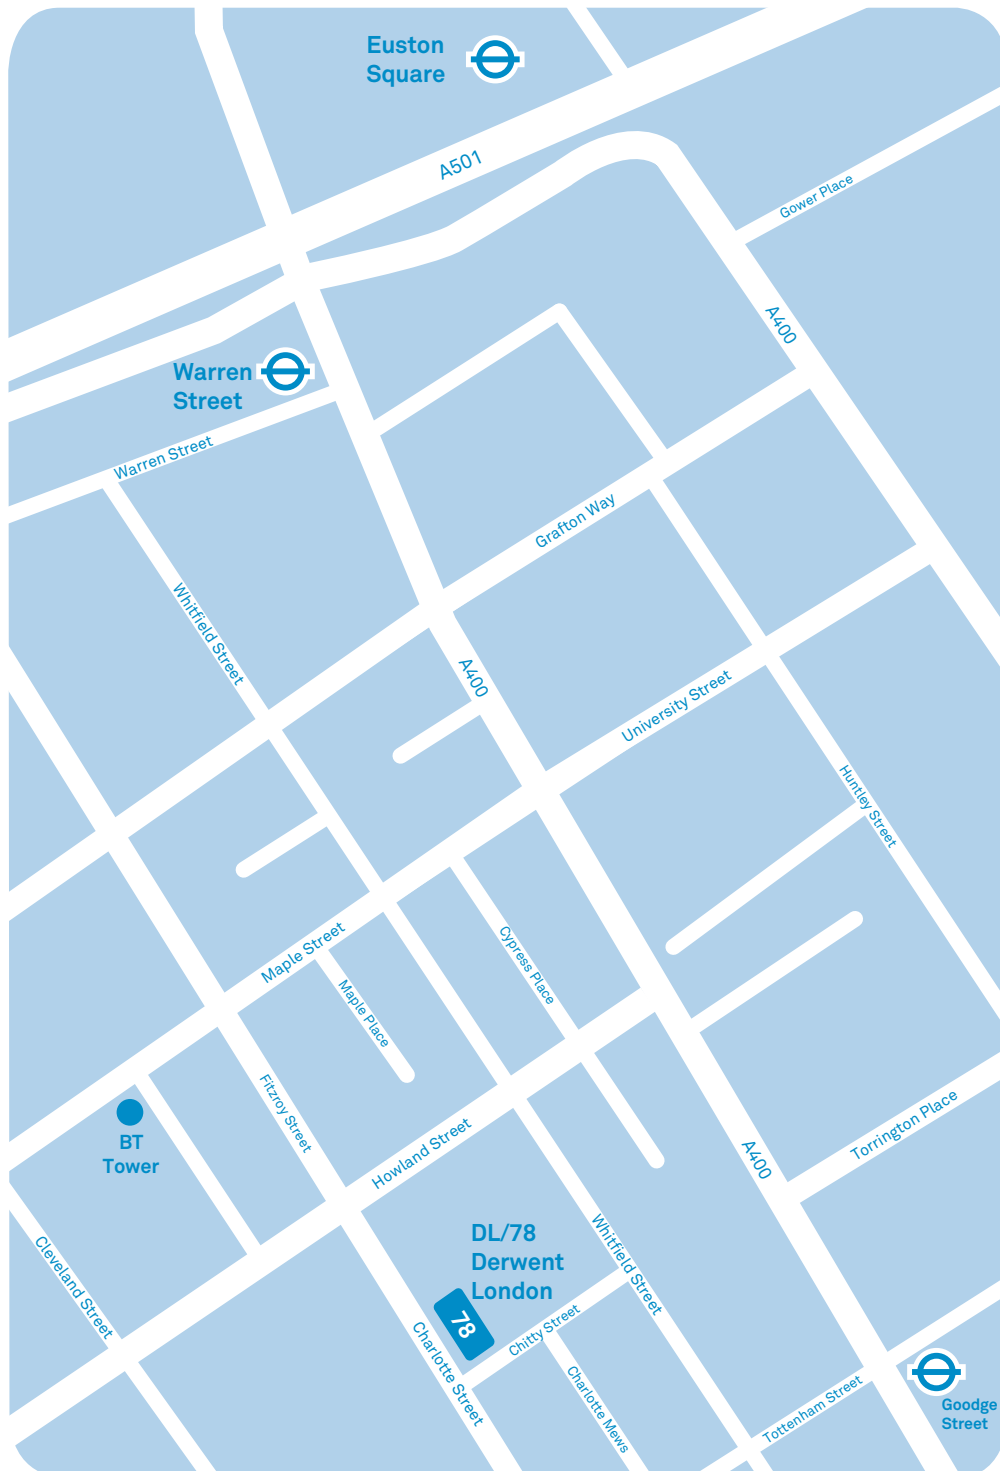 Euston
Square
A501
Gower Place
A400
Warren
Street
Warren Street
Grafton Way
Whitfield Street
A400
University Street
Huntley Street
Maple Street
Cypress Place
Maple Place
Fitzroy Street
BT
Tower
Howland Street
Torrington Place
A400
Cleveland Street
DL/78
Derwent
London
Whitfield Street
78
Chitty Street
Charlotte Street
Charlotte Mews
Tottenham Street
Goodge
Street